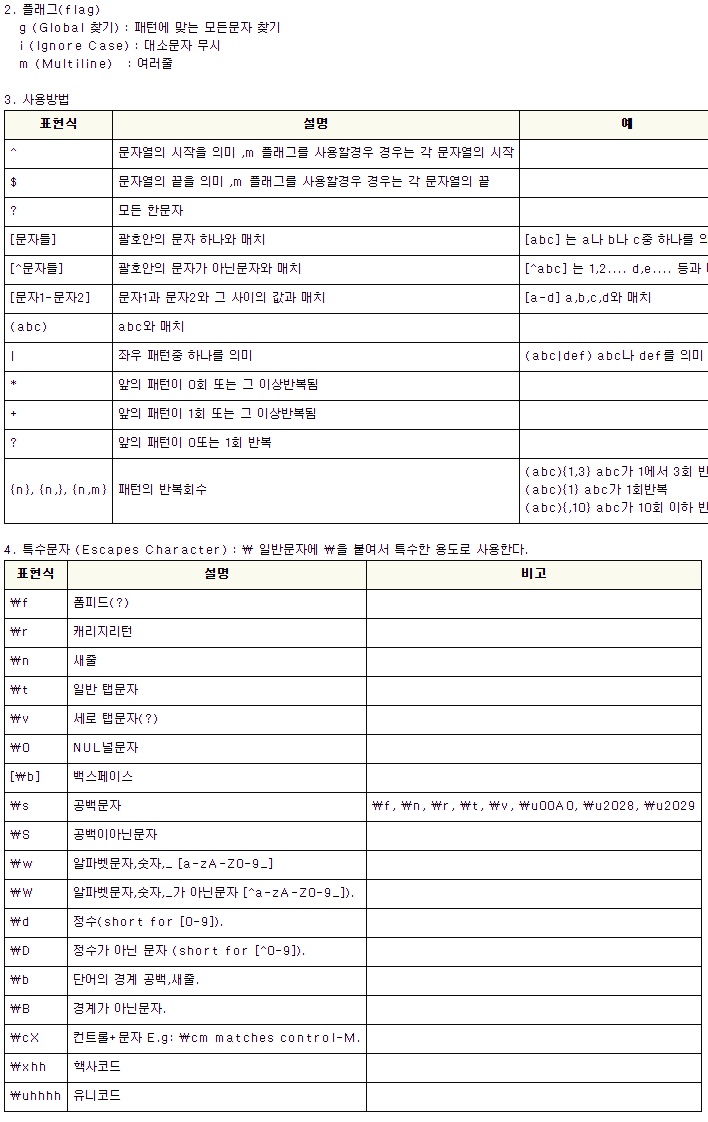 2. 플래그(flag)
g (Global 찾기) : 패턴에 맞는 모든문자 찾기
i (Ignore Case) : 대소문자 무시
m (Multiline) : 여러줄
3. 사용방법
표현식 설명 예
^ 문자열의 시작을 의미 ,m 플래그를 사용할경우 경우는 각 문자열의 시작
$ 문자열의 끝을 의미 ,m 플래그를 사용할경우 경우는 각 문자열의 끝
? 모든 한문자
[문자들] 괄호안의 문자 하나와 매치 [abc] 는 a나 b나 c중 하나를
[^문자들] 괄호안의 문자가 아닌문자와 매치 [^abc] 는 1,2.... d,e.... 등과
[문자1-문자2] 문자1과 문자2와 그 사이의 값과 매치 [a-d] a,b,c,d와 매치
(abc) abc와 매치
| 좌우 패턴중 하나를 의미 (abc|def) abc나 def를 의미
* 앞의 패턴이 0회 또는 그 이상반복됨
+ 앞의 패턴이 1회 또는 그 이상반복됨
? 앞의 패턴이 0또는 1회 반복
{n}, {n,}, {n,m} 패턴의 반복회수
(abc){1,3} abc가 1에서 3회
(abc){1} abc가 1회반복
(abc){,10} abc가 10회 이하
4. 특수문자 (Escapes Character) : ₩ 일반문자에 ₩을 붙여서 특수한 용도로 사용한다.
표현식 설명 비고
₩f 폼피드(?)
₩r 캐리지리턴
₩n 새줄
₩t 일반 탭문자
₩v 세로 탭문자(?)
₩0 NUL널문자
[₩b] 백스페이스
₩s 공백문자 ₩f, ₩n, ₩r, ₩t, ₩v, ₩u00A0, ₩u2028, ₩u2029
₩S 공백이아닌문자
₩w 알파벳문자,숫자,_ [a-zA-Z0-9_]
₩W 알파벳문자,숫자,_가 아닌문자 [^a-zA-Z0-9_]).
₩d 정수(short for [0-9]).
₩D 정수가 아닌 문자 (short for [^0-9]).
₩b 단어의 경계 공백,새줄.
₩B 경계가 아닌문자.
₩cX 컨트롤+문자 E.g: ₩cm matches control-M.
₩xhh 핵사코드
₩uhhhh 유니코드